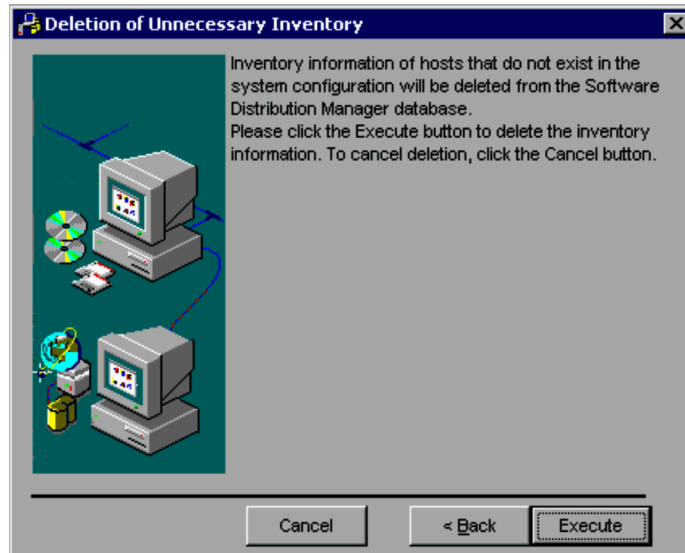 Deletion of Unnecessary Inventory
Inventory information of hosts that do not exist in the
system configuration will be deleted from the Software
Distribution Manager database.
Please click the Execute button to delete the inventory
information. To cancel deletion, click the Cancel button.
Cancel
< Back
Execute